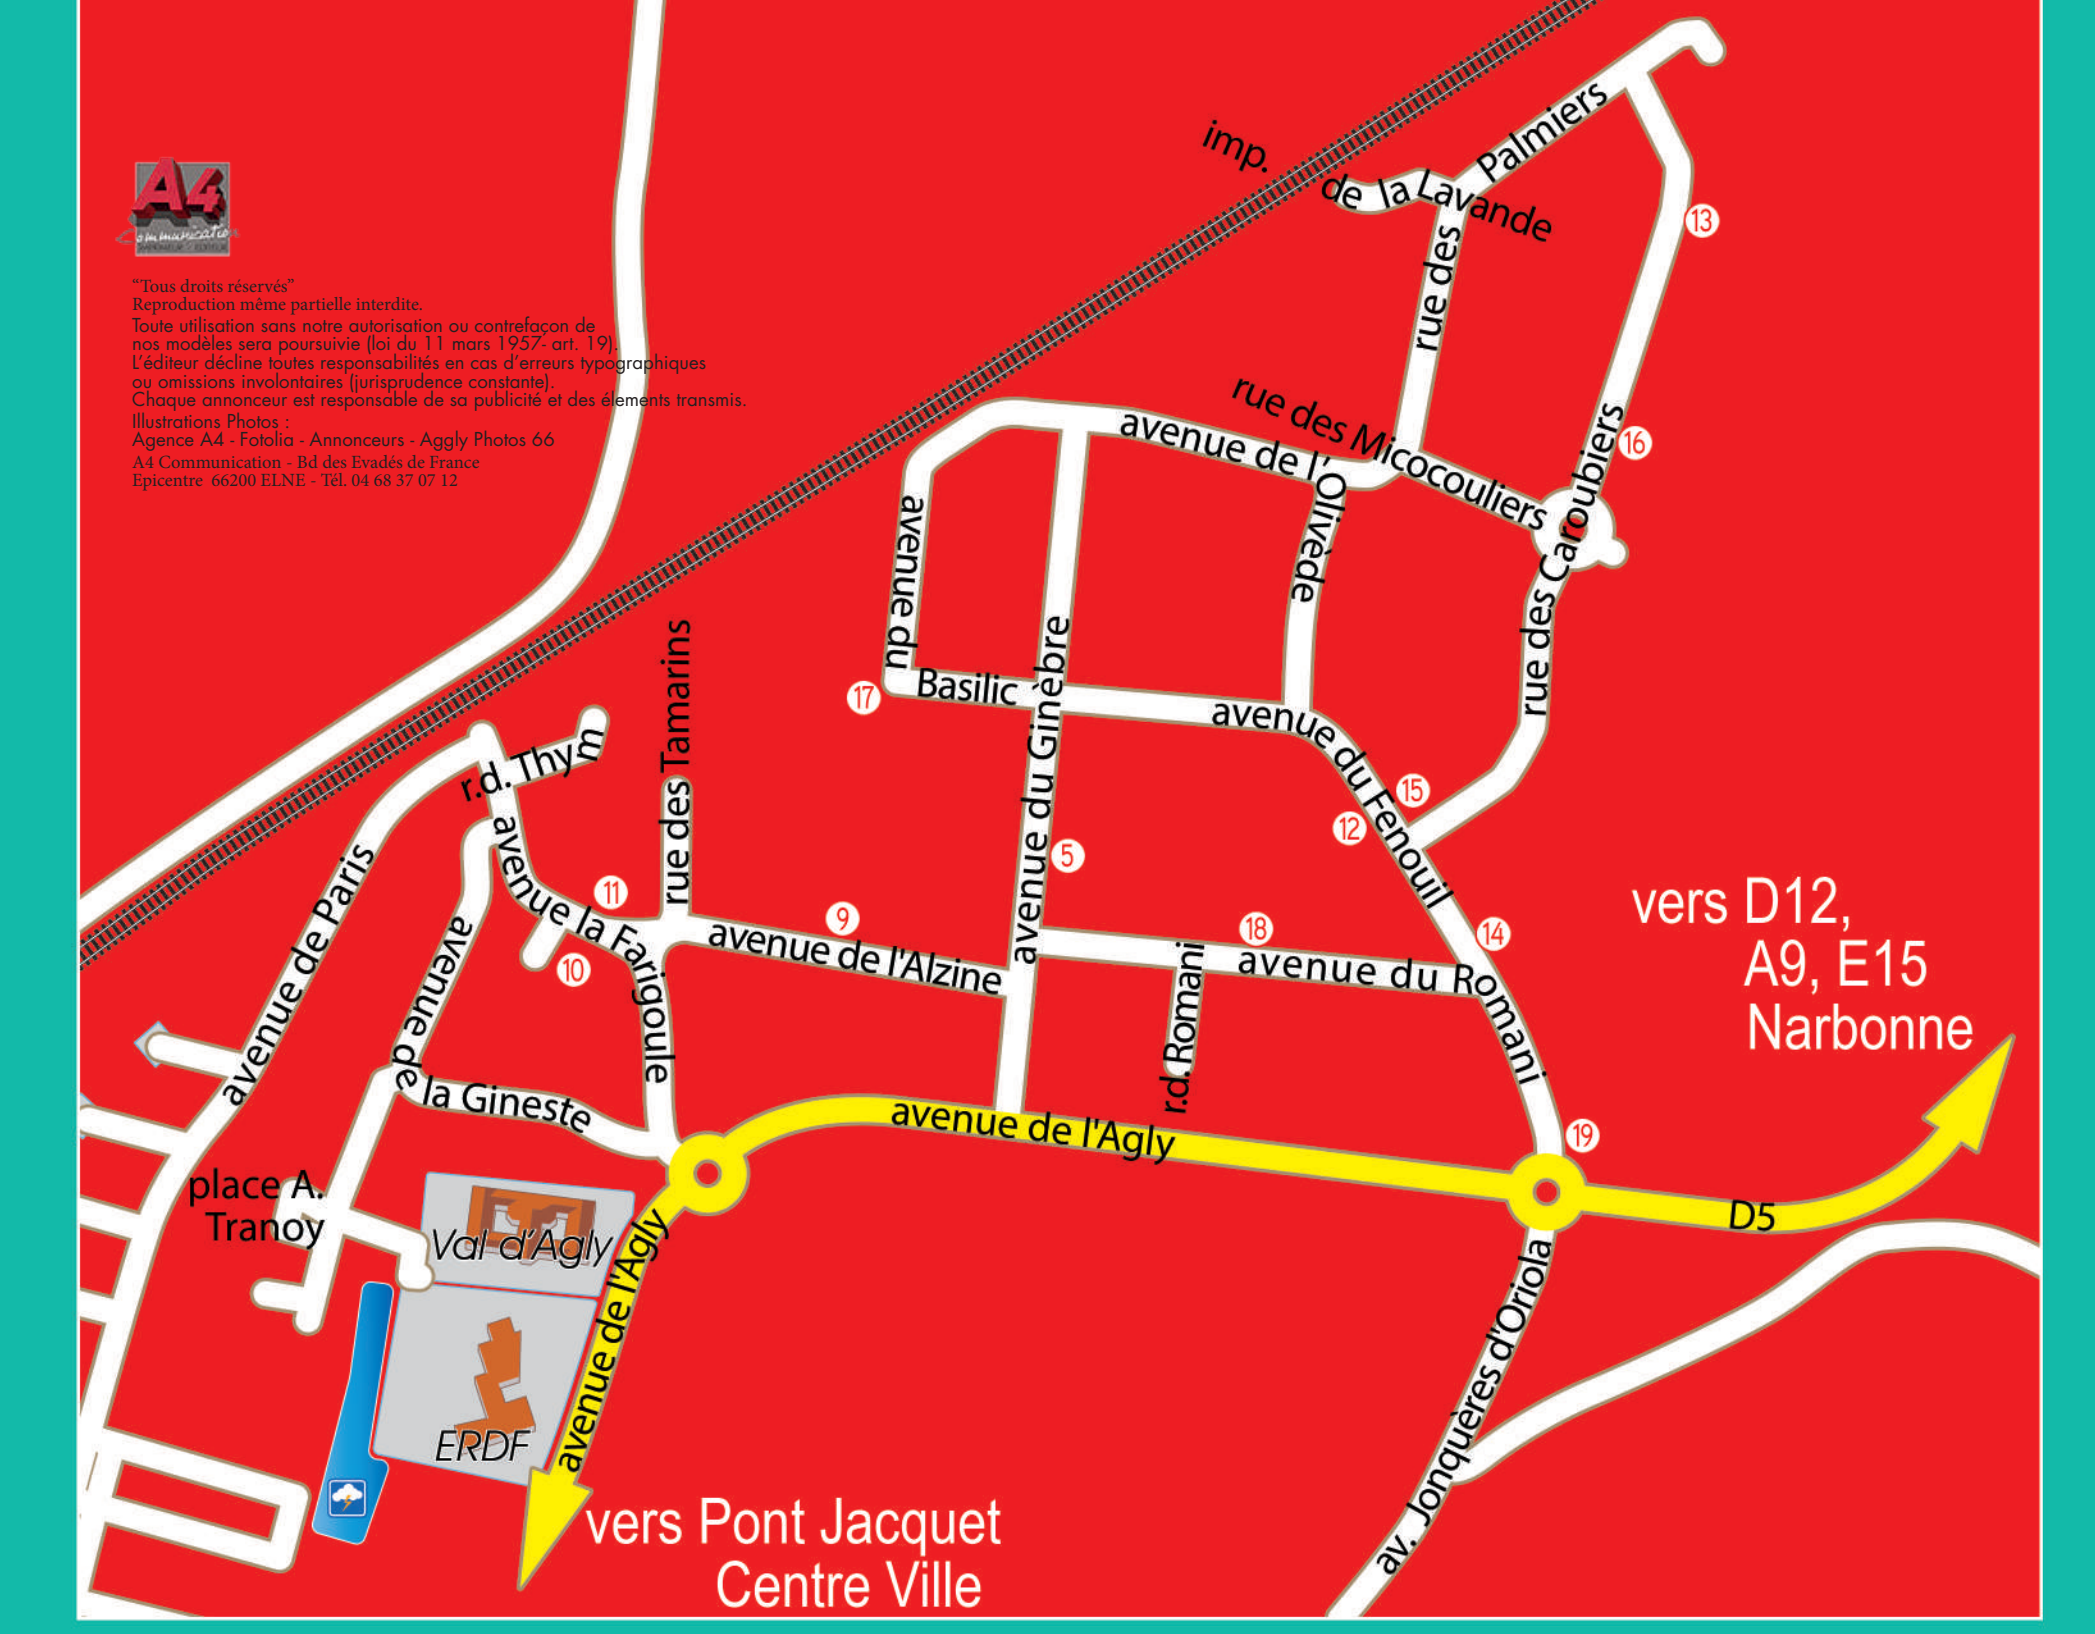 imp.
de la Lavande
rue des Palmiers
13
A4
Communication
IMPRIMEUR - EDITEUR
“Tous droits réservés”
Reproduction même partielle interdite.
Toute utilisation sans notre autorisation ou contrefaçon de
nos modèles sera poursuivie (loi du 11 mars 1957- art. 19).
L’éditeur décline toutes responsabilités en cas d’erreurs typographiques
ou omissions involontaires (jurisprudence constante).
Chaque annonceur est responsable de sa publicité et des élements transmis.
Illustrations Photos :
Agence A4 - Fotolia - Annonceurs - Aggly Photos 66
A4 Communication - Bd des Evadés de France
Epicentre 66200 ELNE - Tél. 04 68 37 07 12
rue des Micocouliers
avenue de l’Olivède
16
rue des Caroubiers
avenue du Basilic
17
rue des Tamarins
avenue du Ginèbre
r.d. Thym
avenue du Fenouil
15
12
5
avenue de Paris
avenue la Farigoule
11
10
9
avenue de l'Alzine
18
14
avenue du Romani
r.d. Romani
vers D12,
A9, E15
Narbonne
avenue de la Gineste
avenue de l'Agly
19
D5
place A.
Tranoy
Val d’Agly
avenue de l'Agly
ERDF
av. Jonquères d'Oriola
vers Pont Jacquet
Centre Ville